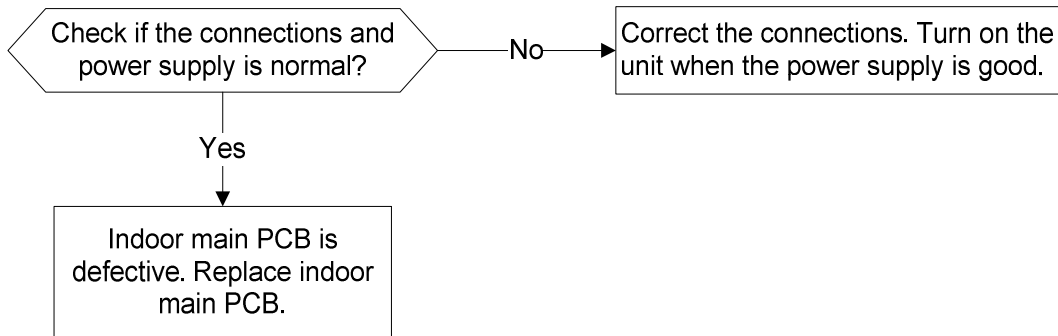 Check if the connections and
power supply is normal?
No
Correct the connections. Turn on the
unit when the power supply is good.
Yes
Indoor main PCB is
defective. Replace indoor
main PCB.